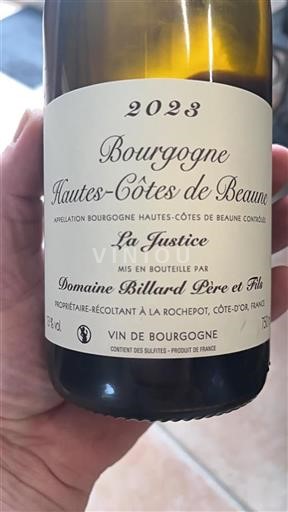 2023
Bourgogne
Hautes-Côtes de Beaune
APPELLATION BOURGOGNE HAUTES-CÔTES DE BEAUNE CONTRÔLÉE
La Justice
VINIOU
MIS EN BOUTEILLE PAR
Domaine Billard Père et Fils
PROPRIÉTAIRE-RÉCOLTANT À LA ROCHEPOT, CÔTE-D'OR, FRANCE
VIN DE BOURGOGNE
CONTIENT DES SULFITES - PRODUIT DE FRANCE